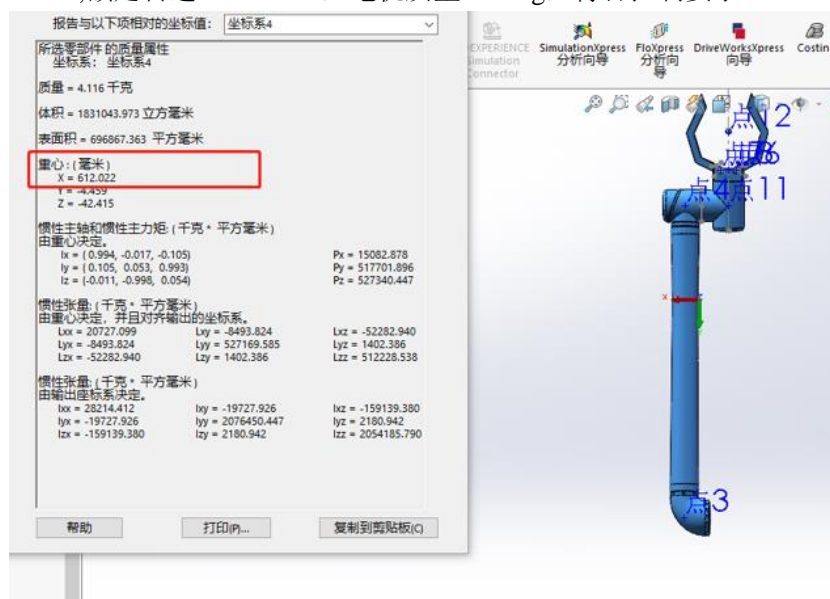 报告与以下项相对的坐标值： 坐标系4
所选零部件 的质量属性
坐标系： 坐标系4
质量 = 4.116 千克
体积 = 1831043.973 立方毫米
表面积 = 696867.363 平方毫米
重心 : ( 毫米 )
X = 612.022
Y = -4.459
Z = -42.415
惯性主轴和惯性主力矩: ( 千克 * 平方毫米 )
由重心决定。
Ix = ( 0.994, -0.017, -0.105) Px = 15082.878
Iy = ( 0.105, 0.053, 0.993) Py = 517701.896
Iz = (-0.011, -0.998, 0.054) Pz = 527340.447
惯性张量: ( 千克 * 平方毫米 )
由重心决定，并且对齐输出的坐标系。
Lxx = 20727.099 Lxy = -8493.824 Lxz = -52282.940
Lyx = -8493.824 Lyy = 527169.585 Lyz = 1402.386
Lzx = -52282.940 Lzy = 1402.386 Lzz = 512228.538
惯性张量: ( 千克 * 平方毫米 )
由输出座标系决定。
Ixx = 28214.412 Ixy = -19727.926 Ixz = -159139.380
Iyx = -19727.926 Iyy = 2076450.447 Iyz = 2180.942
Izx = -159139.380 Izy = 2180.942 Izz = 2054185.790
帮助 打印(P)... 复制到剪贴板(C)
EXPERIENCE
Simulation
Connector
SimulationXpress
分析向导
FloXpress
分析向
导
DriveWorksXpress
向导
Costin
点12
点4
点11
x
点3